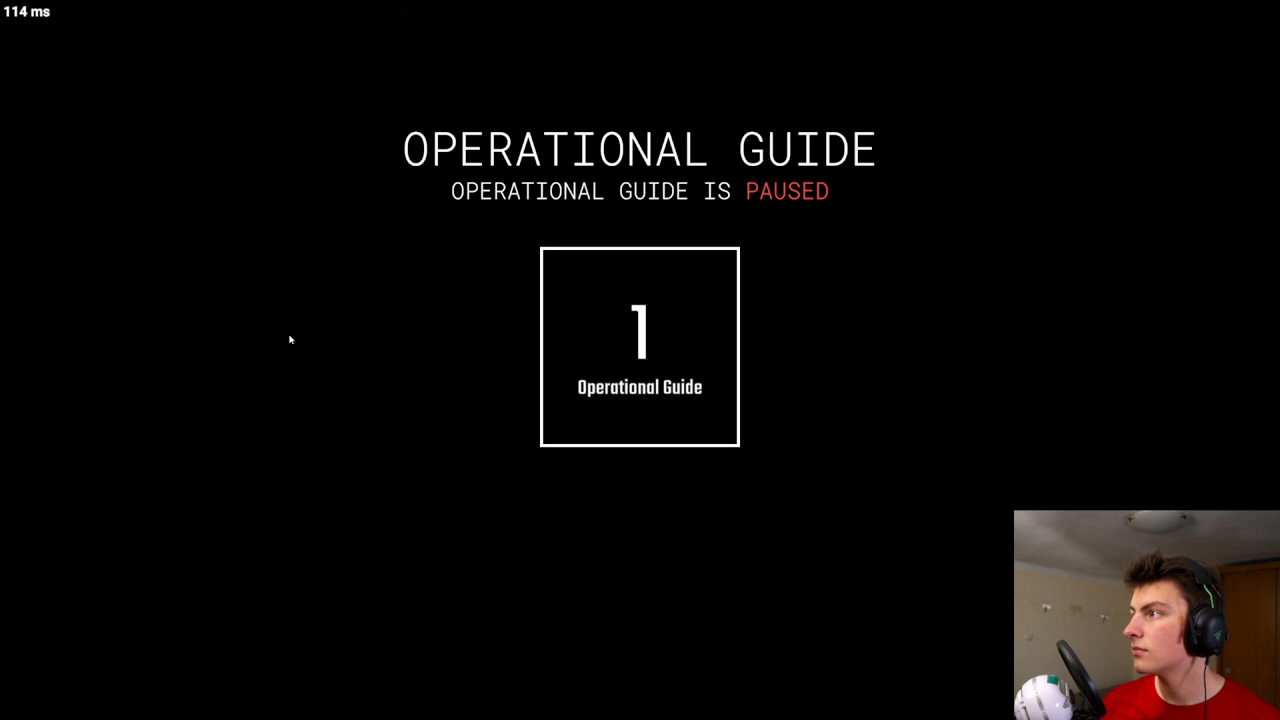 114 ms
OPERATIONAL GUIDE
OPERATIONAL GUIDE IS PAUSED
1
Operational Guide